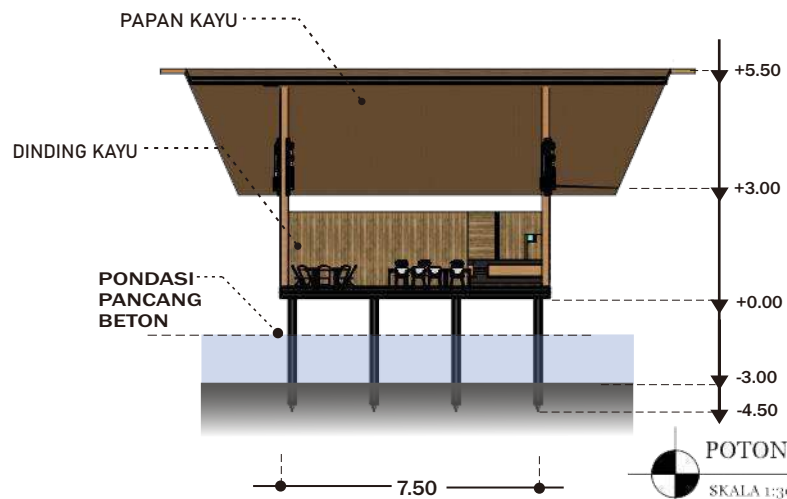 PAPAN KAYU
+5.50
DINDING KAYU
+3.00
PONDASI
PANCANG
BETON
+0.00
-3.00
-4.50
7.50
SKALA